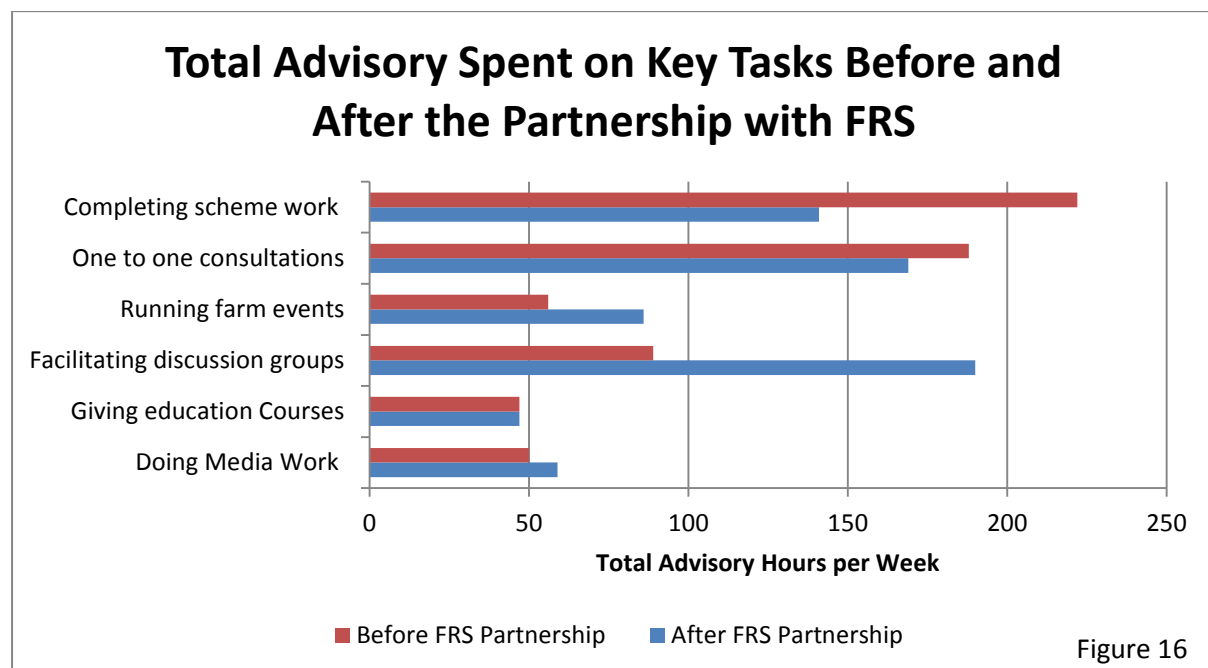 Total Advisory Spent on Key Tasks Before and
After the Partnership with FRS
Completing scheme work
One to one consultations
Running farm events
Facilitating discussion groups
Giving education Courses
Doing Media Work
0 50 100 150 200 250
Total Advisory Hours per Week
Before FRS Partnership After FRS Partnership
Figure 16